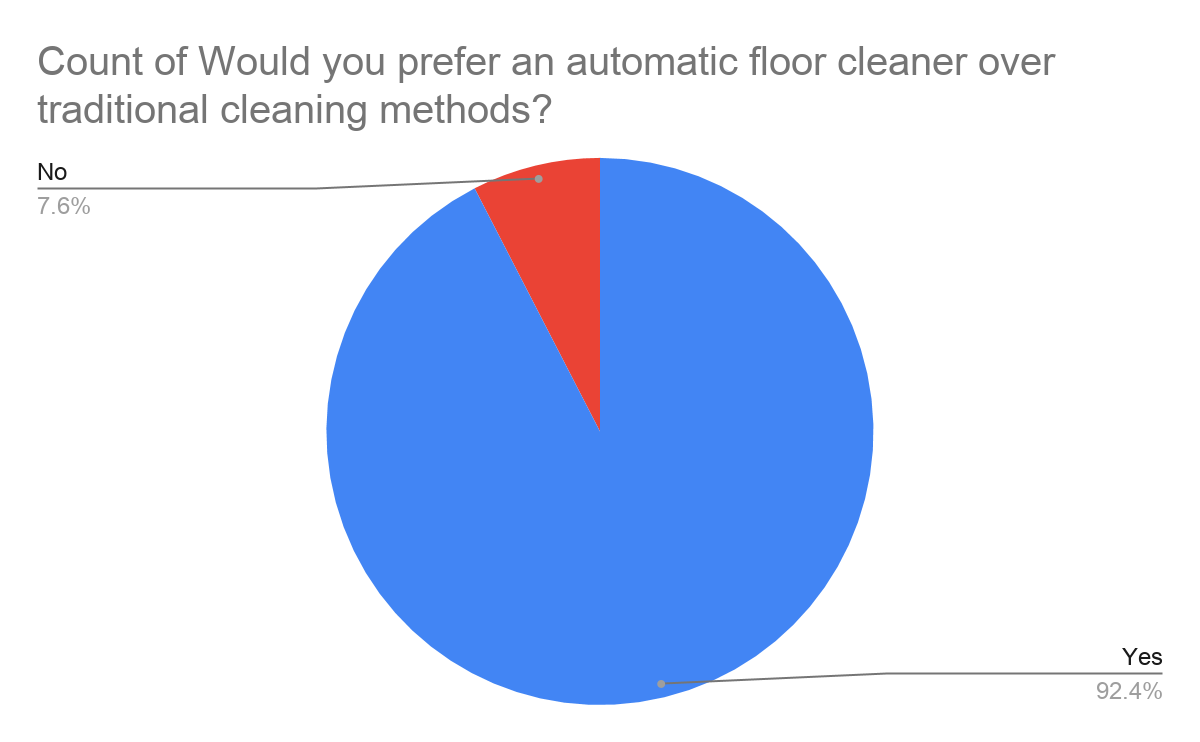 Count of Would you prefer an automatic floor cleaner over
traditional cleaning methods?
No
7.6%
Yes
92.4%